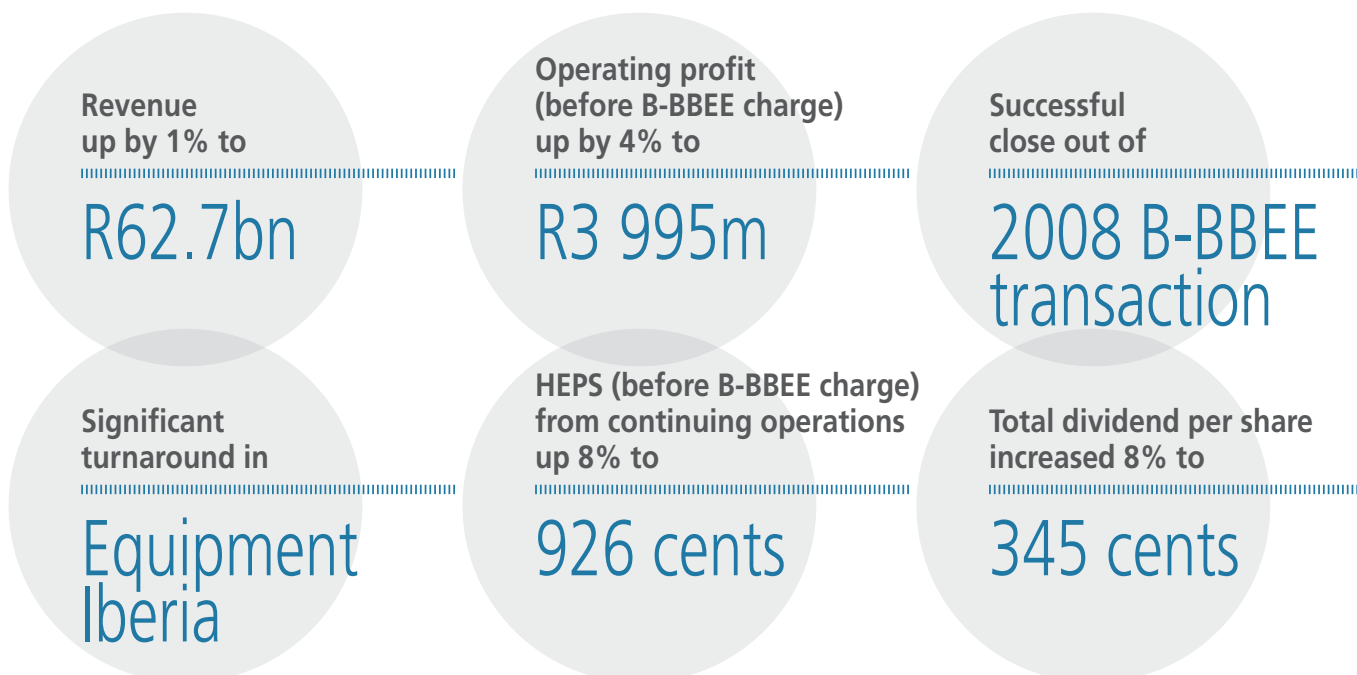 Revenue
up by 1% to
R62.7bn
Operating profit
(before B-BBEE charge)
up by 4% to
R3 995m
Successful
close out of
2008 B-BBEE
transaction
Significant
turnaround in
Equipment
Iberia
HEPS (before B-BBEE charge)
from continuing operations
up 8% to
926 cents
Total dividend per share
increased 8% to
345 cents